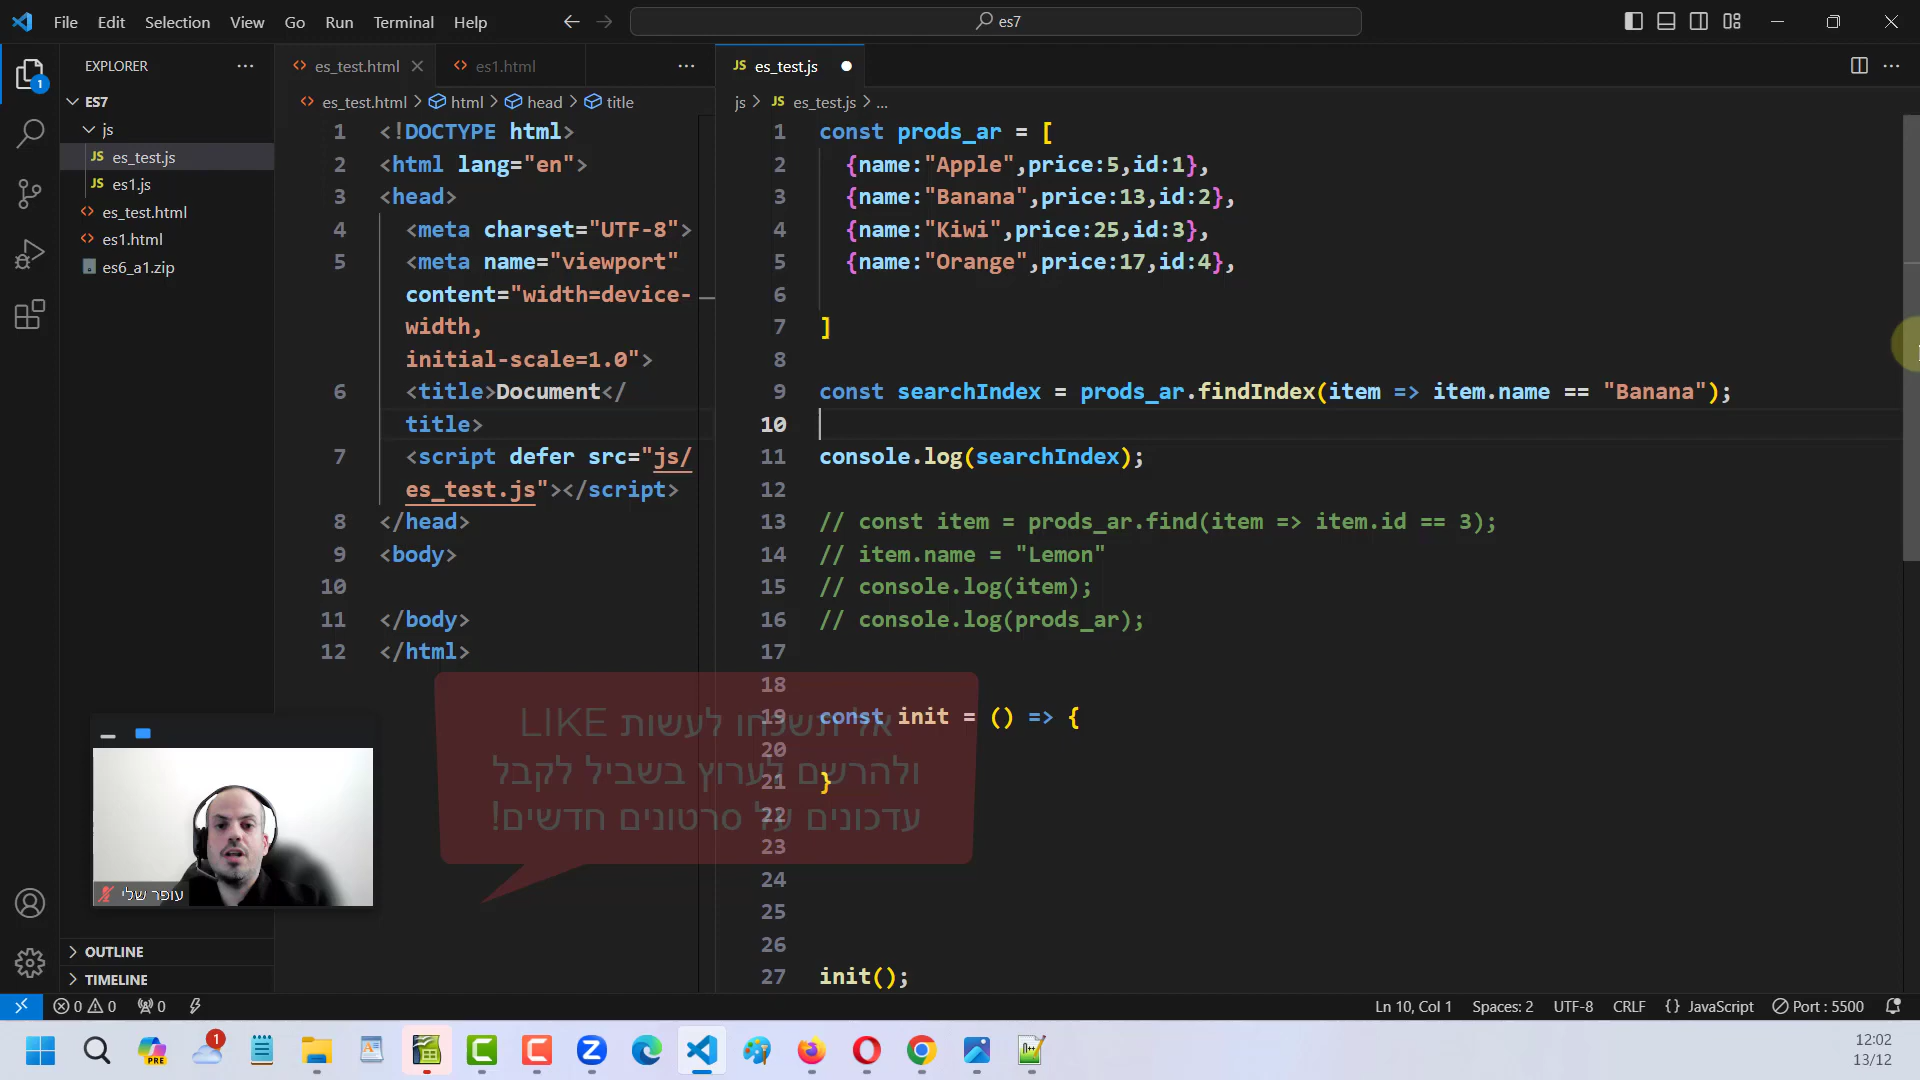 File Edit Selection View Go Run Terminal Help
es7
EXPLORER
1
ES7
js
JS es_test.js
JS es1.js
es_test.html
es1.html
es6_a1.zip
OUTLINE
TIMELINE
es_test.html
es1.html
es_test.html > html > head > title
1 <!DOCTYPE html>
2 <html lang="en">
3 <head>
4 <meta charset="UTF-8">
5 <meta name="viewport"
content="width=device-
width,
initial-scale=1.0">
6 <title>Document</
title>
7 <script defer src="js/
es_test.js"></script>
8 </head>
9 <body>
10
11 </body>
12 </html>
JS es_test.js
js > JS es_test.js > ...
1 const prods_ar = [
2 {name:"Apple",price:5,id:1},
3 {name:"Banana",price:13,id:2},
4 {name:"Kiwi",price:25,id:3},
5 {name:"Orange",price:17,id:4},
6
7 ]
8
9 const searchIndex = prods_ar.findIndex(item => item.name == "Banana");
10
11 console.log(searchIndex);
12
13 // const item = prods_ar.find(item => item.id == 3);
14 // item.name = "Lemon"
15 // console.log(item);
16 // console.log(prods_ar);
17
18
19 const init = () => {
20
21 }
22
23
24
25
26
27 init();
אל תשכחו לעשות LIKE
ולהרשם לערוץ בשביל לקבל
עדכונים על סרטונים חדשים!
עופר שלי
0 0 0
Ln 10, Col 1 Spaces: 2 UTF-8 CRLF {} JavaScript Port : 5500
PRE
1
12:02
13/12